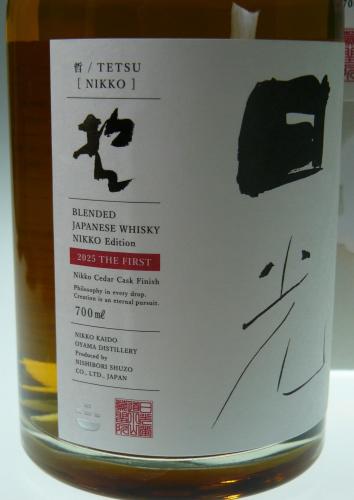 哲 / TETSU
[ NIKKO ]
哲
BLENDED
JAPANESE WHISKY
NIKKO Edition
2025 THE FIRST
Nikko Cedar Cask Finish
Philosophy in every drop.
Creation is an eternal pursuit.
700㎖
NIKKO KAIDO
OYAMA DISTILLERY
Produced by
NISHIBORI SHUZO
CO., LTD., JAPAN
日光